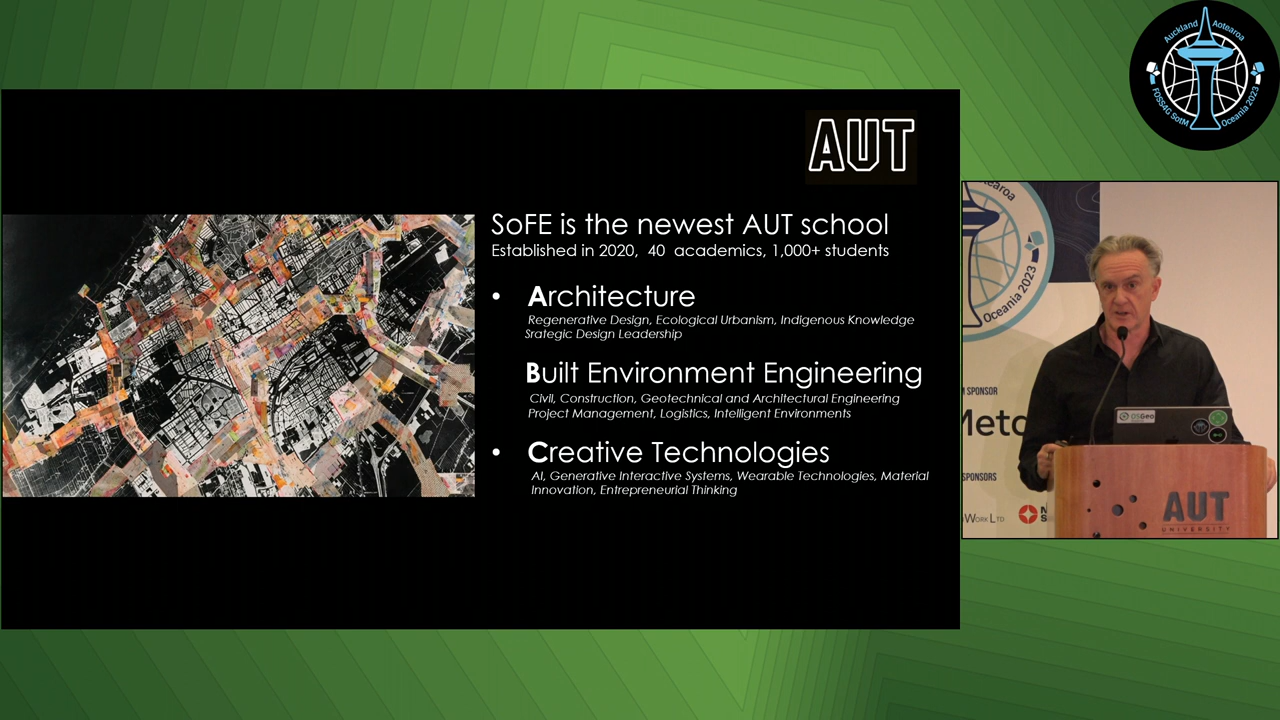 Auckland Aotearoa
FOSS4G SotM Oceania 2023
AUT
SoFE is the newest AUT school
Established in 2020, 40 academics, 1,000+ students
• Architecture
Regenerative Design, Ecological Urbanism, Indigenous Knowledge
Srategic Design Leadership
Built Environment Engineering
Civil, Construction, Geotechnical and Architectural Engineering
Project Management, Logistics, Intelligent Environments
• Creative Technologies
AI, Generative Interactive Systems, Wearable Technologies, Material
Innovation, Entrepreneurial Thinking
Oceania 2023
SPONSOR
SPONSORS
Work LTD
OSGeo
AUT
UNIVERSITY